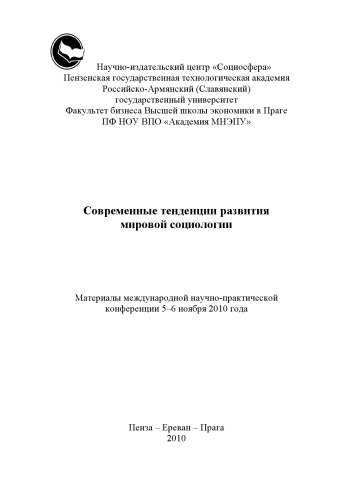 Научно-издательский центр «Социосфера»
Пензенская государственная технологическая академия
Российско-Армянский (Славянский)
государственный университет
Факультет бизнеса Высшей школы экономики в Праге
ПФ НОУ ВПО «Академия МНЭПУ»
Современные тенденции развития
мировой социологии
Материалы международной научно-практической
конференции 5–6 ноября 2010 года
Пенза – Ереван – Прага
2010